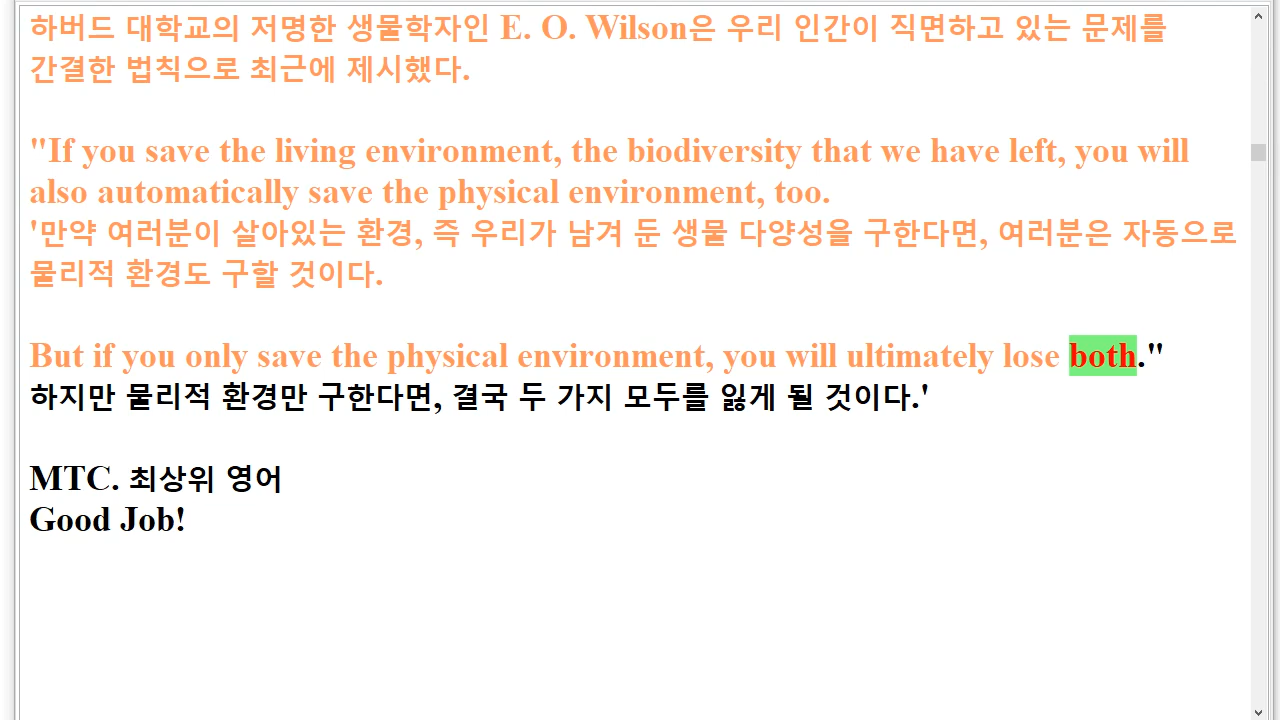 하버드 대학교의 저명한 생물학자인 E. O. Wilson은 우리 인간이 직면하고 있는 문제를
간결한 법칙으로 최근에 제시했다.
"If you save the living environment, the biodiversity that we have left, you will
also automatically save the physical environment, too.
'만약 여러분이 살아있는 환경, 즉 우리가 남겨 둔 생물 다양성을 구한다면, 여러분은 자동으로
물리적 환경도 구할 것이다.
But if you only save the physical environment, you will ultimately lose both."
하지만 물리적 환경만 구한다면, 결국 두 가지 모두를 잃게 될 것이다.'
MTC. 최상위 영어
Good Job!